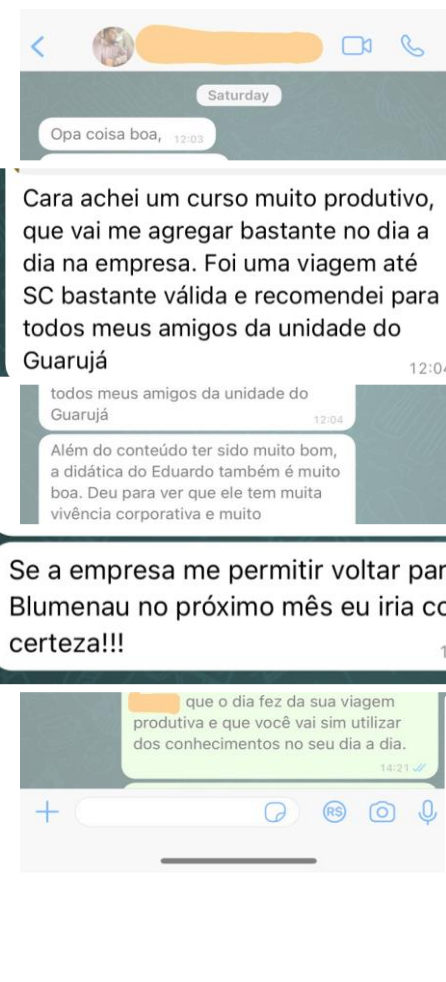 Saturday
Opa coisa boa, 12:03
Cara achei um curso muito produtivo,
que vai me agregar bastante no dia a
dia na empresa. Foi uma viagem até
SC bastante válida e recomendei para
todos meus amigos da unidade do
Guarujá
todos meus amigos da unidade do
Guarujá 12:04
Além do conteúdo ter sido muito bom,
a didática do Eduardo também é muito
boa. Deu para ver que ele tem muita
vivência corporativa e muito
Se a empresa me permitir voltar
Blumenau no próximo mês eu iria
certeza!!!
que o dia fez da sua viagem
produtiva e que você vai sim utilizar
dos conhecimentos no seu dia a dia.
14:21
R$